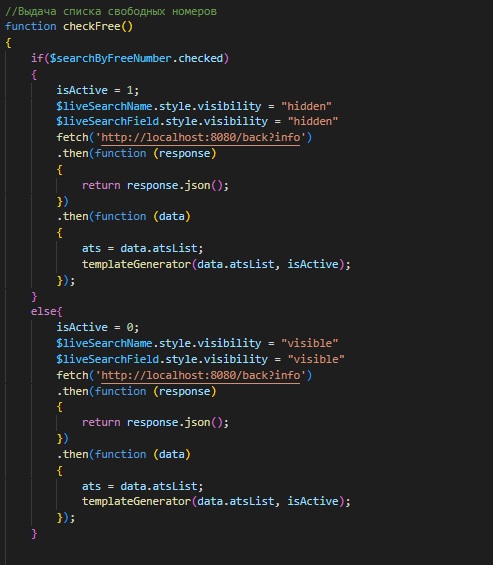 //Выдача списка свободных номеров
function checkFree()
{
    if($searchByFreeNumber.checked)
    {
        isActive = 1;
        $liveSearchName.style.visibility = "hidden"
        $liveSearchField.style.visibility = "hidden"
        fetch('http://localhost:8080/back?info')
        .then(function (response)
        {
            return response.json();
        })
        .then(function (data)
        {
            ats = data.atsList;
            templateGenerator(data.atsList, isActive);
        });
    }
    else{
        isActive = 0;
        $liveSearchName.style.visibility = "visible"
        $liveSearchField.style.visibility = "visible"
        fetch('http://localhost:8080/back?info')
        .then(function (response)
        {
            return response.json();
        })
        .then(function (data)
        {
            ats = data.atsList;
            templateGenerator(data.atsList, isActive);
        });
    }